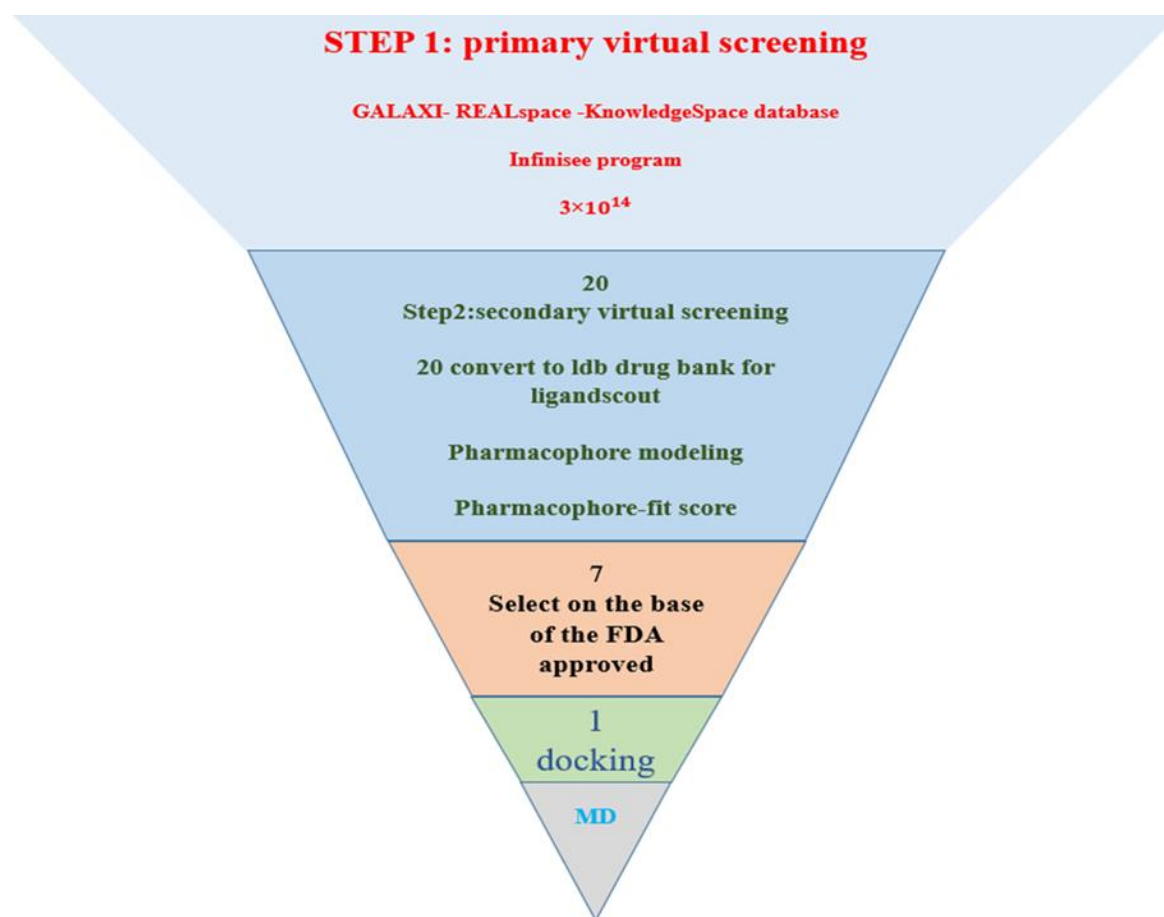 STEP 1: primary virtual screening
GALAXI- REALspace -KnowledgeSpace database
Infinisee program
3×10¹⁴
20
Step2:secondary virtual screening
20 convert to ldb drug bank for
ligandscout
Pharmacophore modeling
Pharmacophore-fit score
7
Select on the base
of the FDA
approved
1
docking
MD